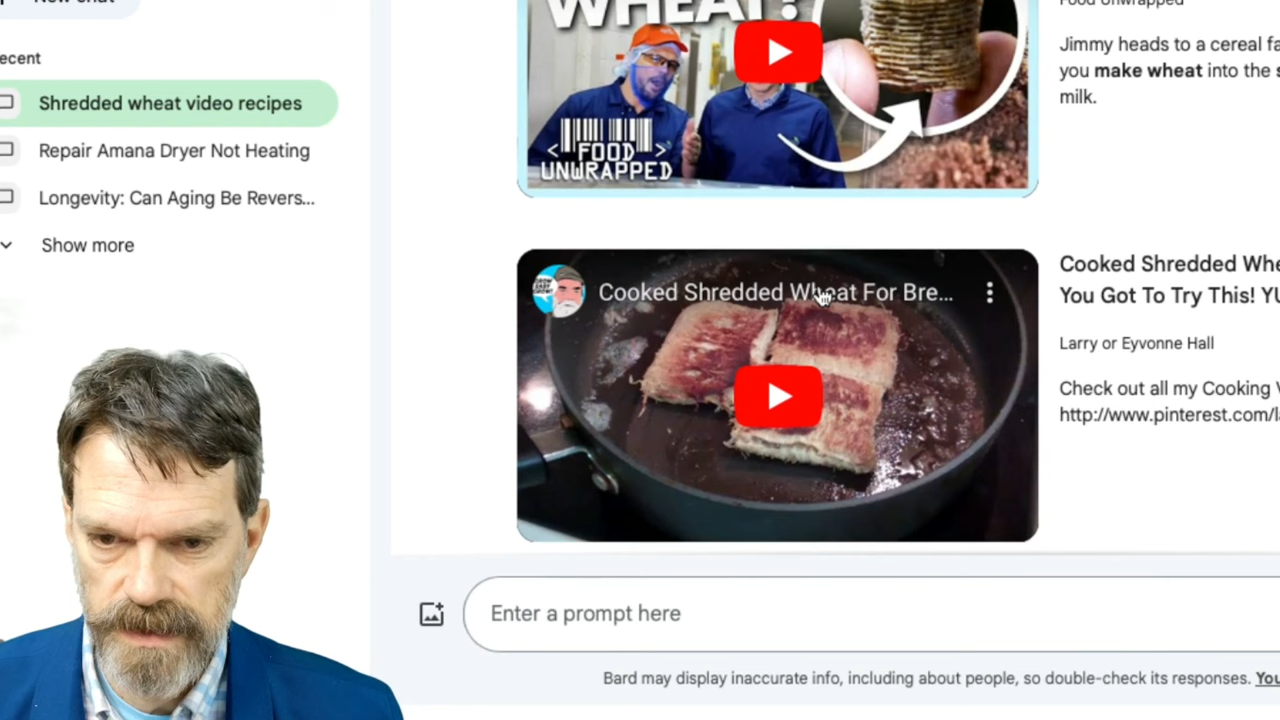 New chat
ecent
Shredded wheat video recipes
Repair Amana Dryer Not Heating
Longevity: Can Aging Be Revers...
Show more
WHEAT?
<FOOD>
UNWRAPPED
Food Unwrapped
Jimmy heads to a cereal fa
you make wheat into the s
milk.
GROW!
Cooked Shredded Wheat For Bre...
Cooked Shredded Whe
You Got To Try This! YU
Larry or Eyvonne Hall
Check out all my Cooking V
http://www.pinterest.com/la
Enter a prompt here
Bard may display inaccurate info, including about people, so double-check its responses. You